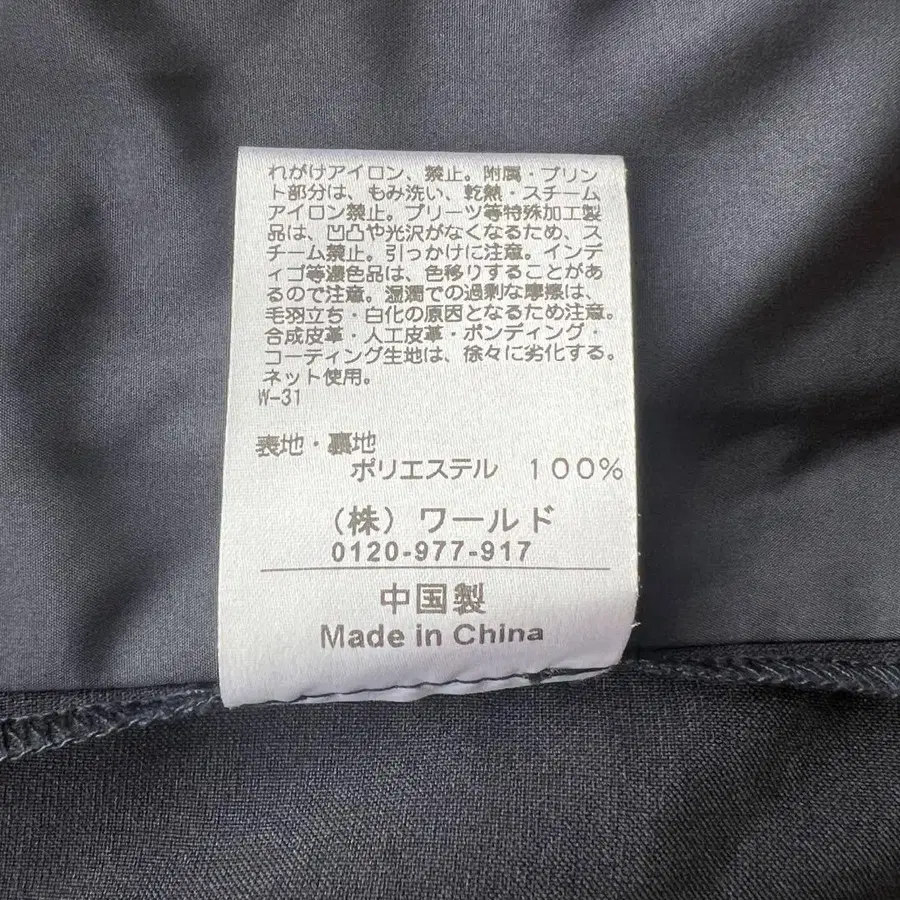 れがけアイロン、禁止。附属・プリン
ト部分は、もみ洗い、乾熱・スチーム
アイロン禁止。プリーツ等特殊加工製
品は、凹凸や光沢がなくなるため、ス
チーム禁止。引っかけに注意。インデ
ィゴ等濃色品は、色移りすることがあ
るので注意。湿潤での過剰な摩擦は、
毛羽立ち・白化の原因となるため注意。
合成皮革・人工皮革・ボンディング・
コーティング生地は、徐々に劣化する。
ネット使用。
W-31
表地・裏地
ポリエステル 100%
（株）ワールド
0120-977-917
中国製
Made in China